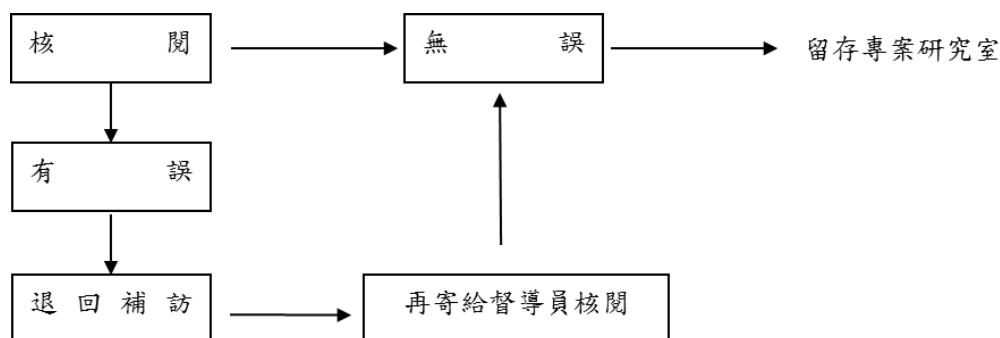 核閱
無誤
留存專案研究室
有誤
退回補訪
再寄給督導員核閱